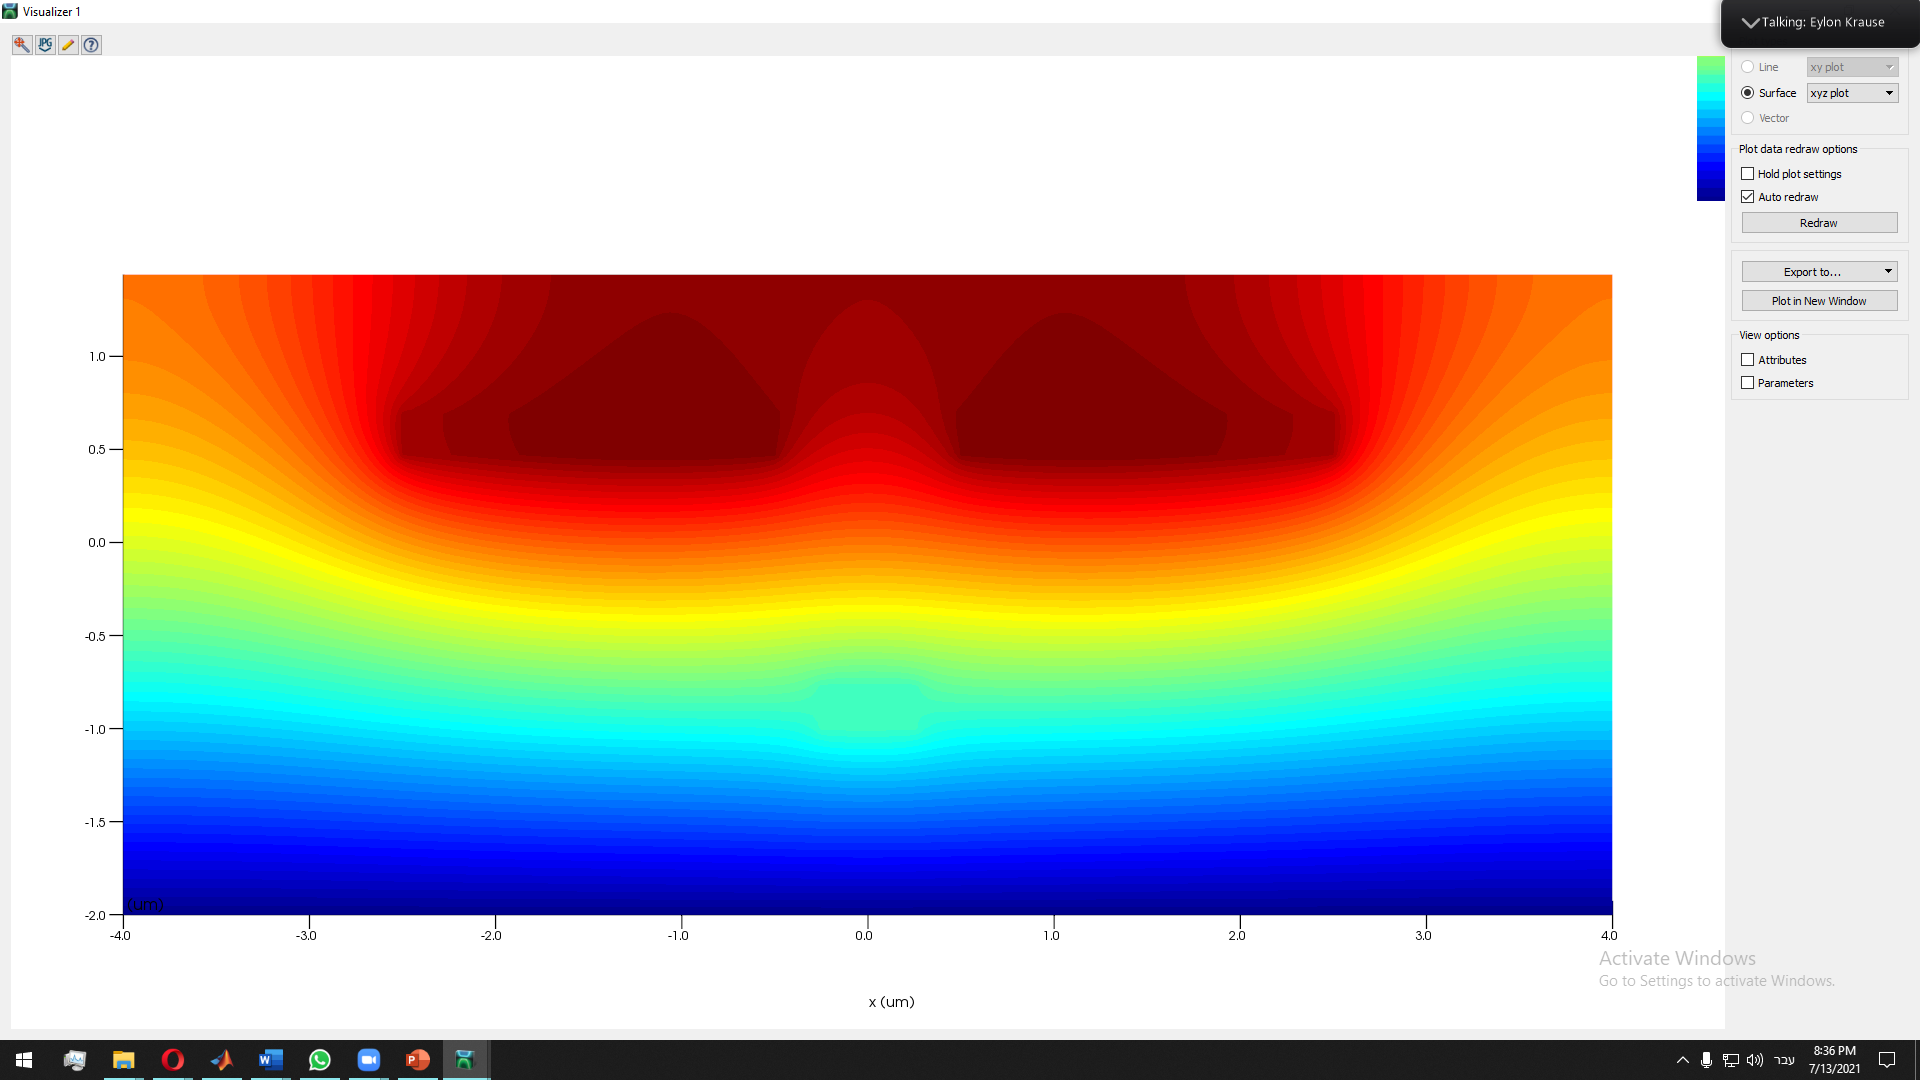 Visualizer 1
Talking: Eylon Krause
JPG
?
Line
xy plot
Surface
xyz plot
Vector
Plot data redraw options
Hold plot settings
Auto redraw
Redraw
Export to...
Plot in New Window
View options
Attributes
Parameters
1.0
0.5
0.0
-0.5
-1.0
-1.5
-2.0
(um)
-4.0
-3.0
-2.0
-1.0
0.0
1.0
2.0
3.0
4.0
x (um)
Activate Windows
Go to Settings to activate Windows.
עבר
8:36 PM
7/13/2021